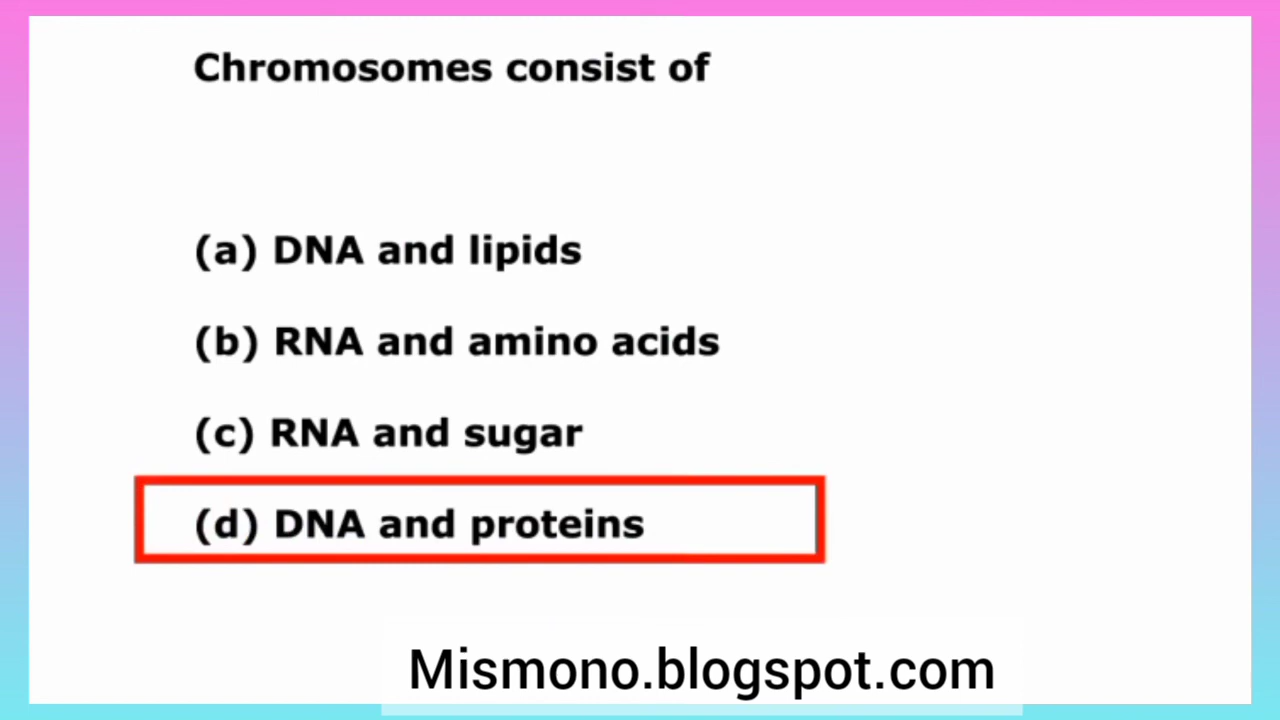 Chromosomes consist of
(a) DNA and lipids
(b) RNA and amino acids
(c) RNA and sugar
(d) DNA and proteins
Mismono.blogspot.com